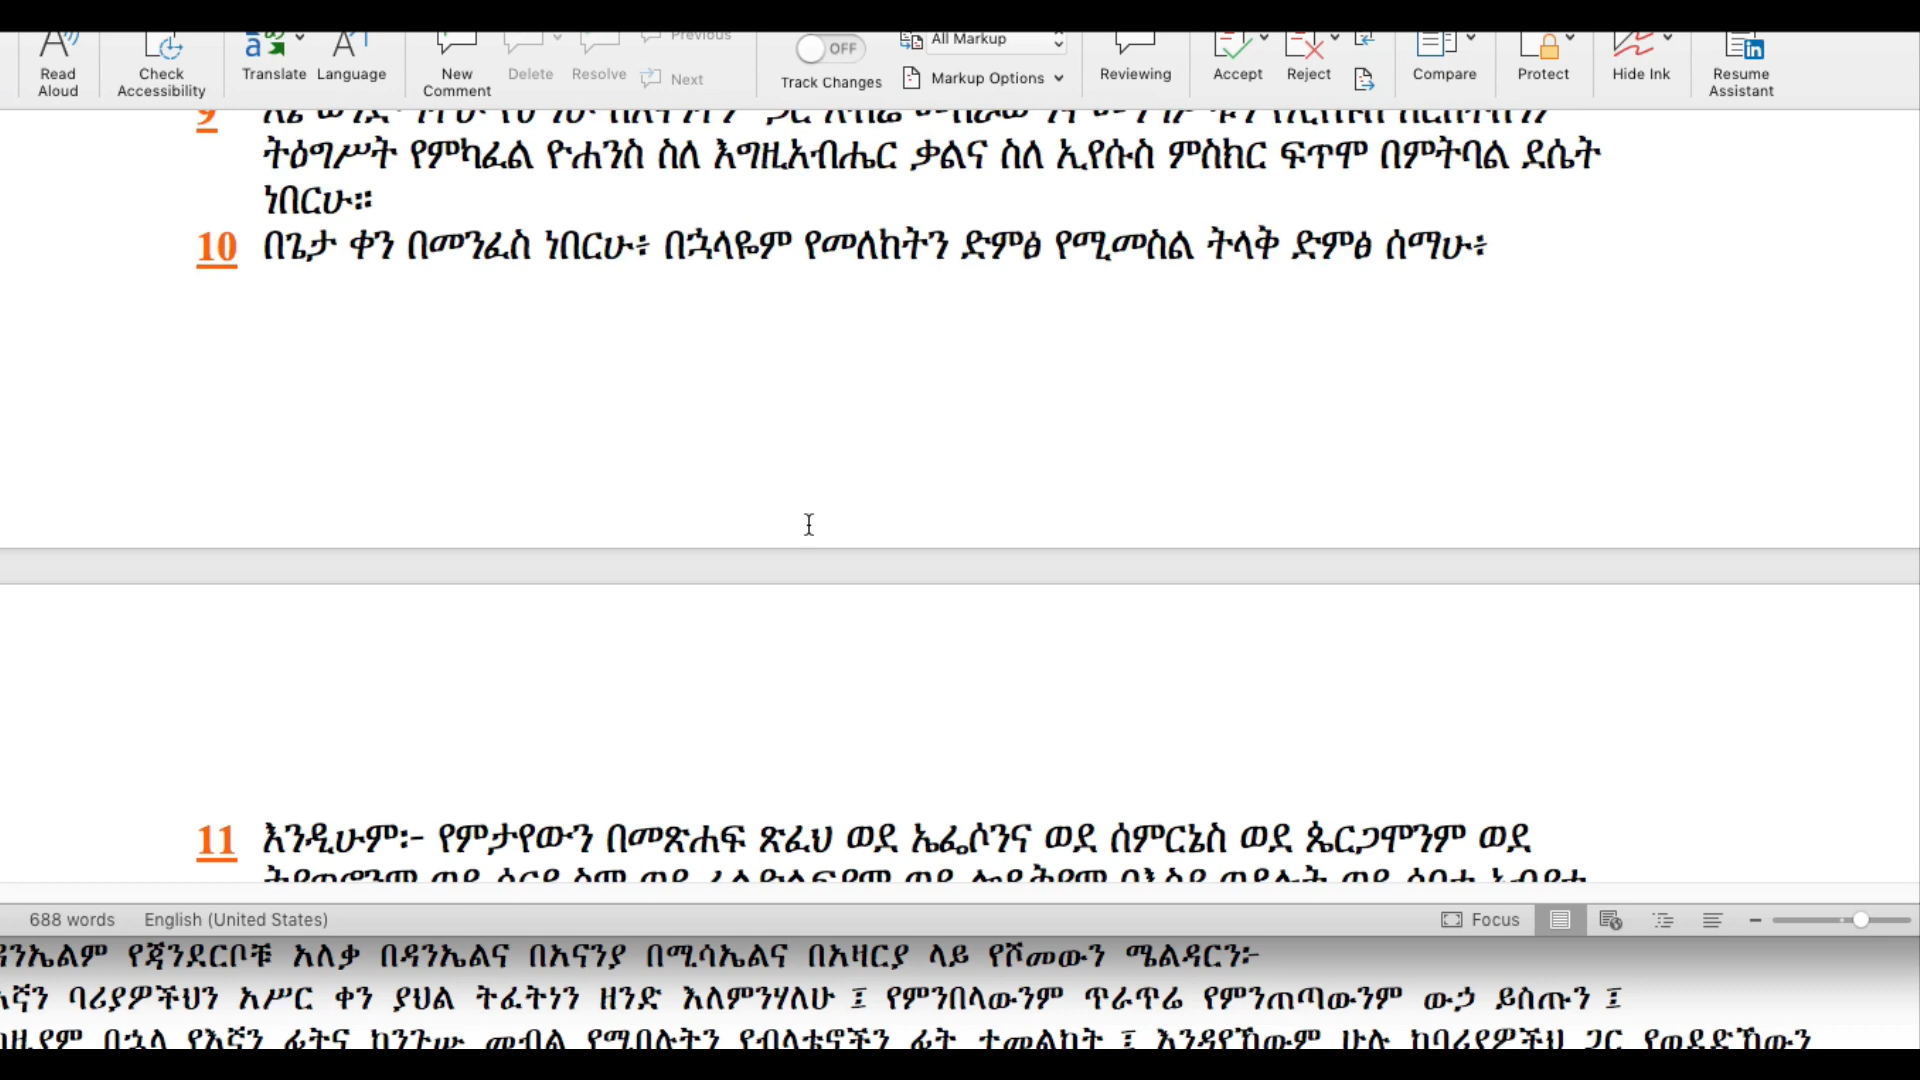 Previous
All Markup
OFF
Read Aloud
Check Accessibility
Translate
Language
New Comment
Delete
Resolve
Next
Track Changes
Markup Options
Reviewing
Accept
Reject
Compare
Protect
Hide Ink
Resume Assistant
9
ትዕግሥት የምካፈል ዮሐንስ ስለ እግዚአብሔር ቃልና ስለ ኢየሱስ ምስክር ፍጥሞ በምትባል ደሴት
ነበርሁ።
10 በጌታ ቀን በመንፈስ ነበርሁ፥ በኋላዬም የመለከትን ድምፅ የሚመስል ትላቅ ድምፅ ሰማሁ፥
11 እንዲሁም፦ የምታየውን በመጽሐፍ ጽፈህ ወደ ኤፌሶንና ወደ ሰምርኔስ ወደ ጴርጋሞንም ወደ
688 words English (United States) Focus
የጃንደርቦቹ አለቃ በዳንኤልና በአናንያ በሚሳኤልና በአዛርያ ላይ የሾመውን ሜልዳርን፦
ባሪያዎችህን አሥር ቀን ያህል ትፈትነን ዘንድ እለምንሃለሁ ፤ የምንበላውንም ጥራጥሬ የምንጠጣውንም ውኃ ይስጡን ፤
በኋላ የእኛን ፊትና ከንጉሡ መብል የሚበሉትን የብላቴኖችን ፊት ተመልከት ፤ እንዳየኸውም ሁሉ ከባሪያዎችህ ጋር የወደድኸውን